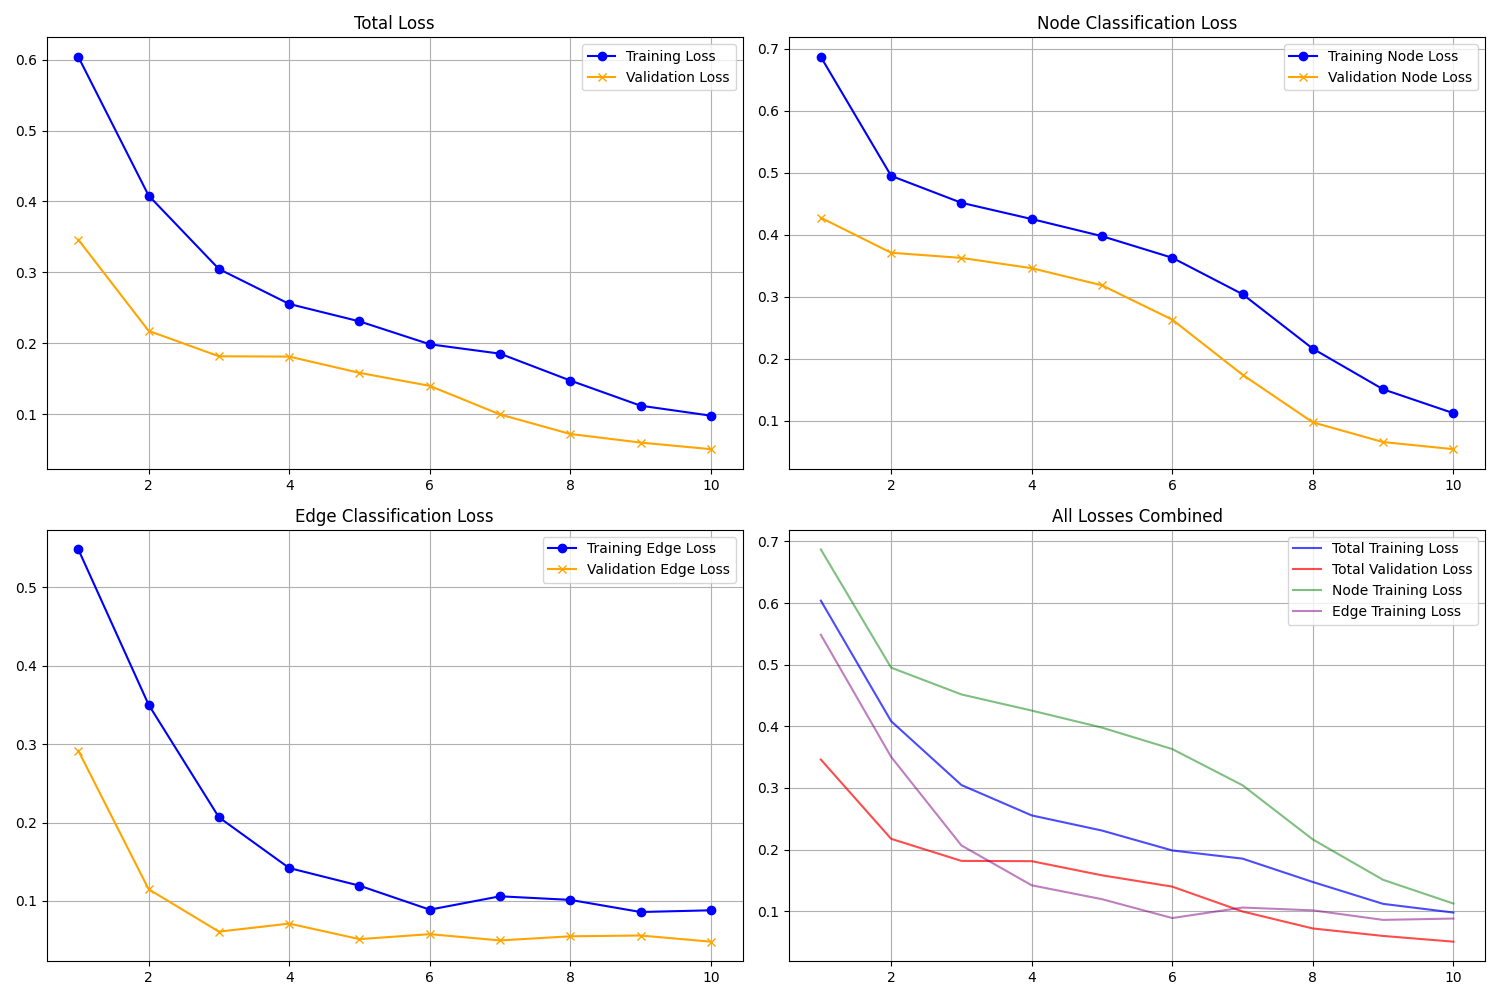 Total Loss
0.6
0.5
0.4
0.3
0.2
0.1
2 4 6 8 10
Training Loss
Validation Loss
Node Classification Loss
0.7
0.6
0.5
0.4
0.3
0.2
0.1
2 4 6 8 10
Training Node Loss
Validation Node Loss
Edge Classification Loss
0.5
0.4
0.3
0.2
0.1
2 4 6 8 10
Training Edge Loss
Validation Edge Loss
All Losses Combined
0.7
0.6
0.5
0.4
0.3
0.2
0.1
2 4 6 8 10
Total Training Loss
Total Validation Loss
Node Training Loss
Edge Training Loss